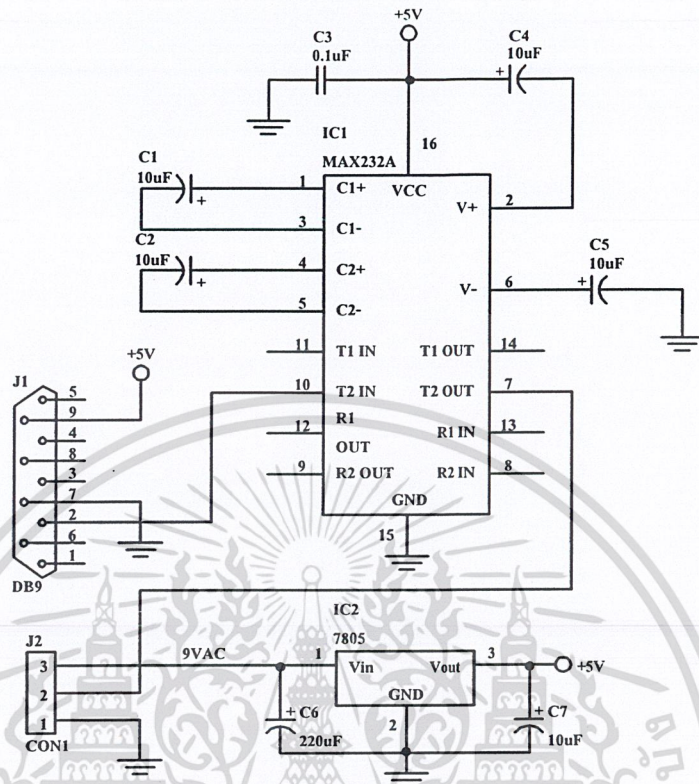 +5V
C3
0.1uF
C4
10uF
IC1
16
MAX232A
C1
10uF
+
1
C1+
VCC
V+
2
3
C1-
C2
10uF
+
4
C2+
C5
10uF
+
5
C2-
V-
6
+5V
11
T1 IN
T1 OUT
14
J1
5
9
4
8
3
7
2
6
1
DB9
10
T2 IN
T2 OUT
7
12
R1
OUT
R1 IN
13
9
R2 OUT
R2 IN
8
GND
15
IC2
J2
3
2
1
CON1
9VAC
1
7805
Vin
Vout
3
+5V
GND
2
+ C6
220uF
+ C7
10uF